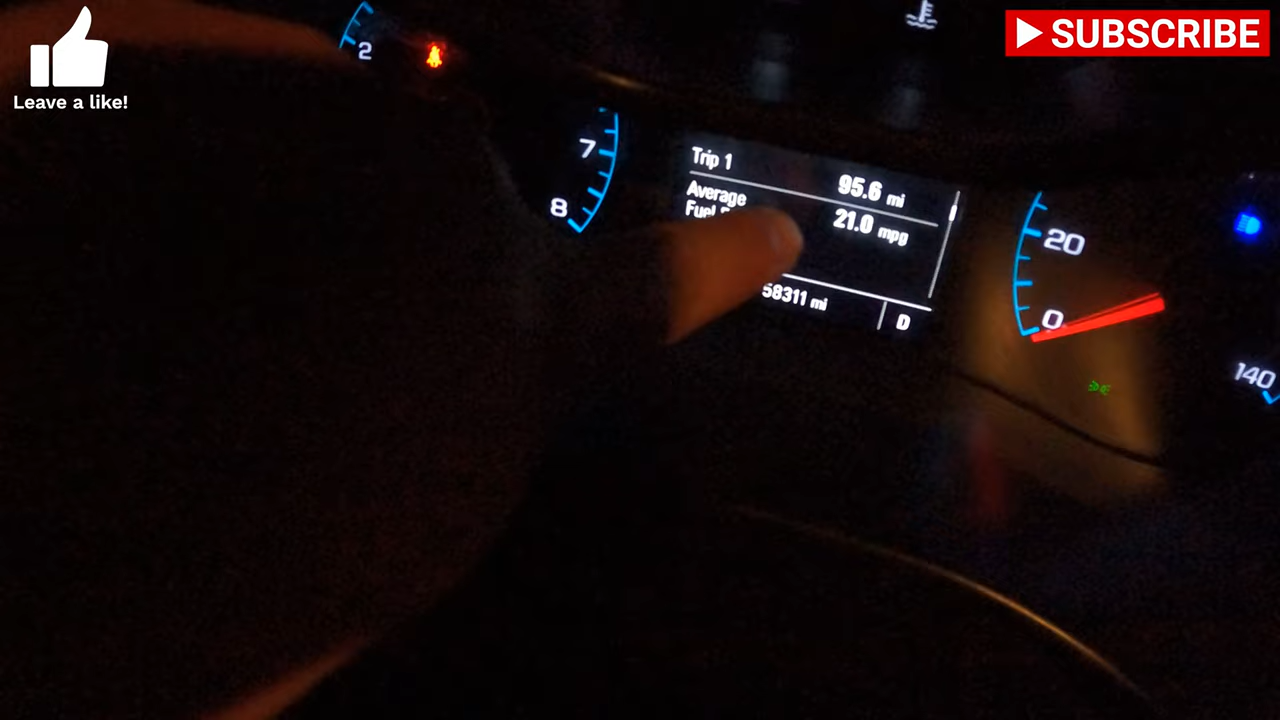 Leave a like!
SUBSCRIBE
2
7
8
Trip 1
95.6 mi
Average
21.0 mpg
Fuel
58311 mi
D
20
0
140